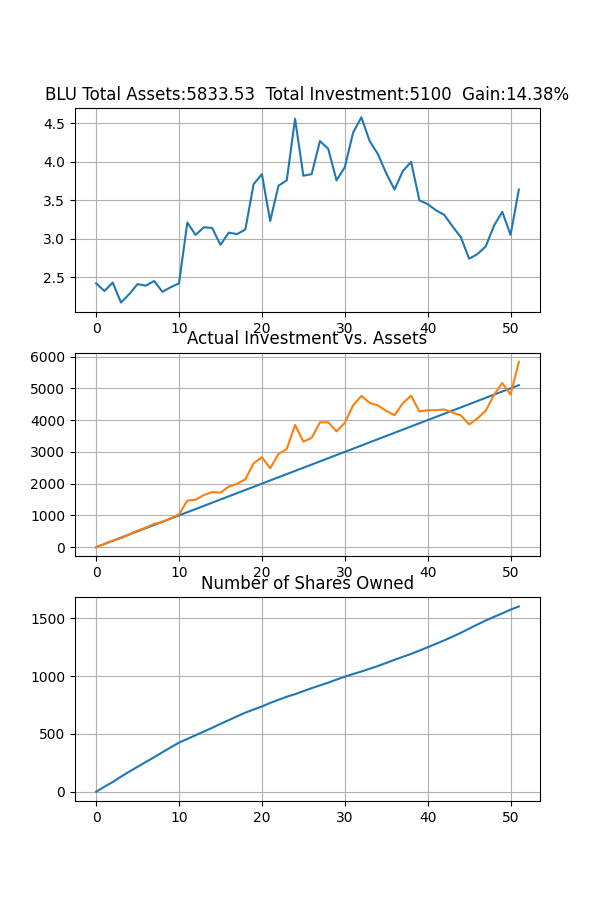 BLU Total Assets:5833.53  Total Investment:5100  Gain:14.38%
4.5
4.0
3.5
3.0
2.5
0 10 20 30 40 50
Actual Investment vs. Assets
6000
5000
4000
3000
2000
1000
0
0 10 20 30 40 50
Number of Shares Owned
1500
1000
500
0
0 10 20 30 40 50